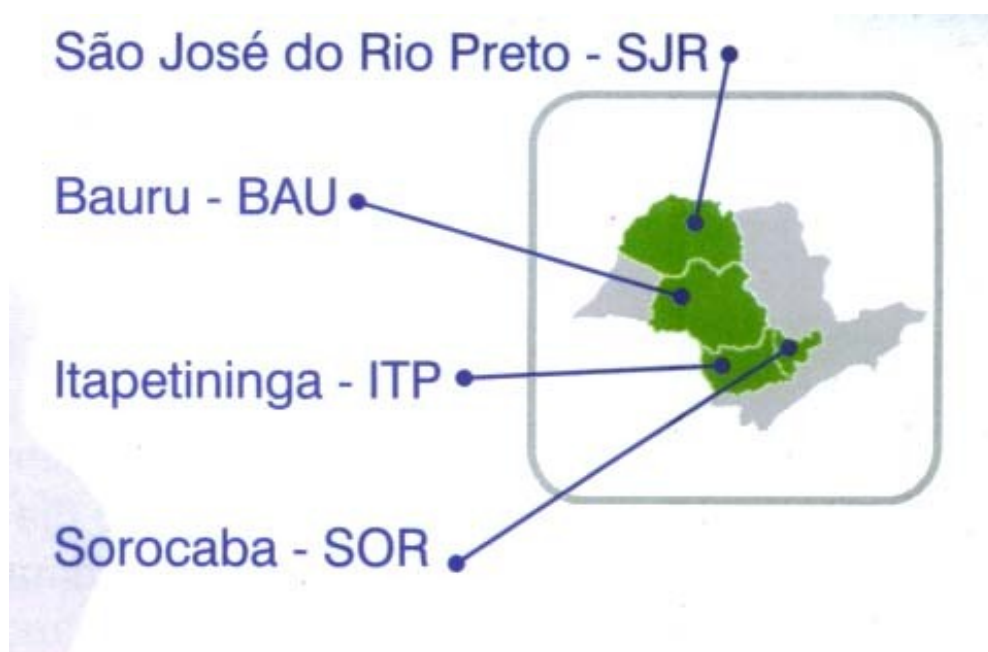 São José do Rio Preto - SJR
Bauru - BAU
Itapetininga - ITP
Sorocaba - SOR